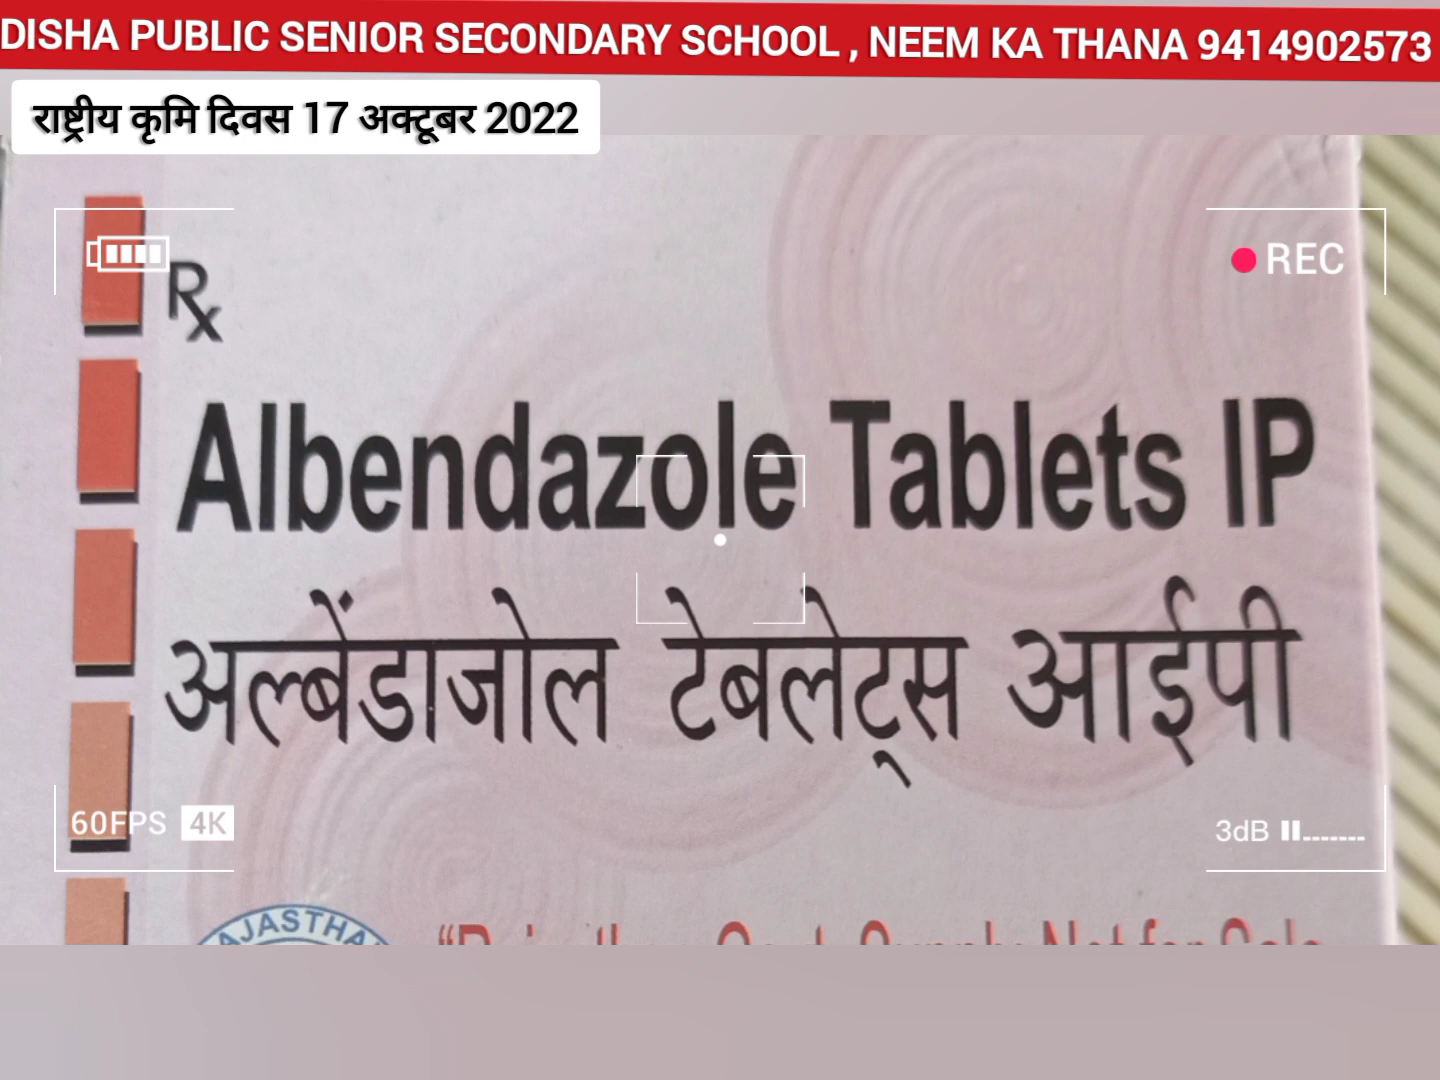 DISHA PUBLIC SENIOR SECONDARY SCHOOL , NEEM KA THANA 9414902573
राष्ट्रीय कृमि दिवस 17 अक्टूबर 2022
REC
Rx
Albendazole Tablets IP
अल्बेंडाजोल टेबलेट्स आईपी
60FPS 4K
3dB